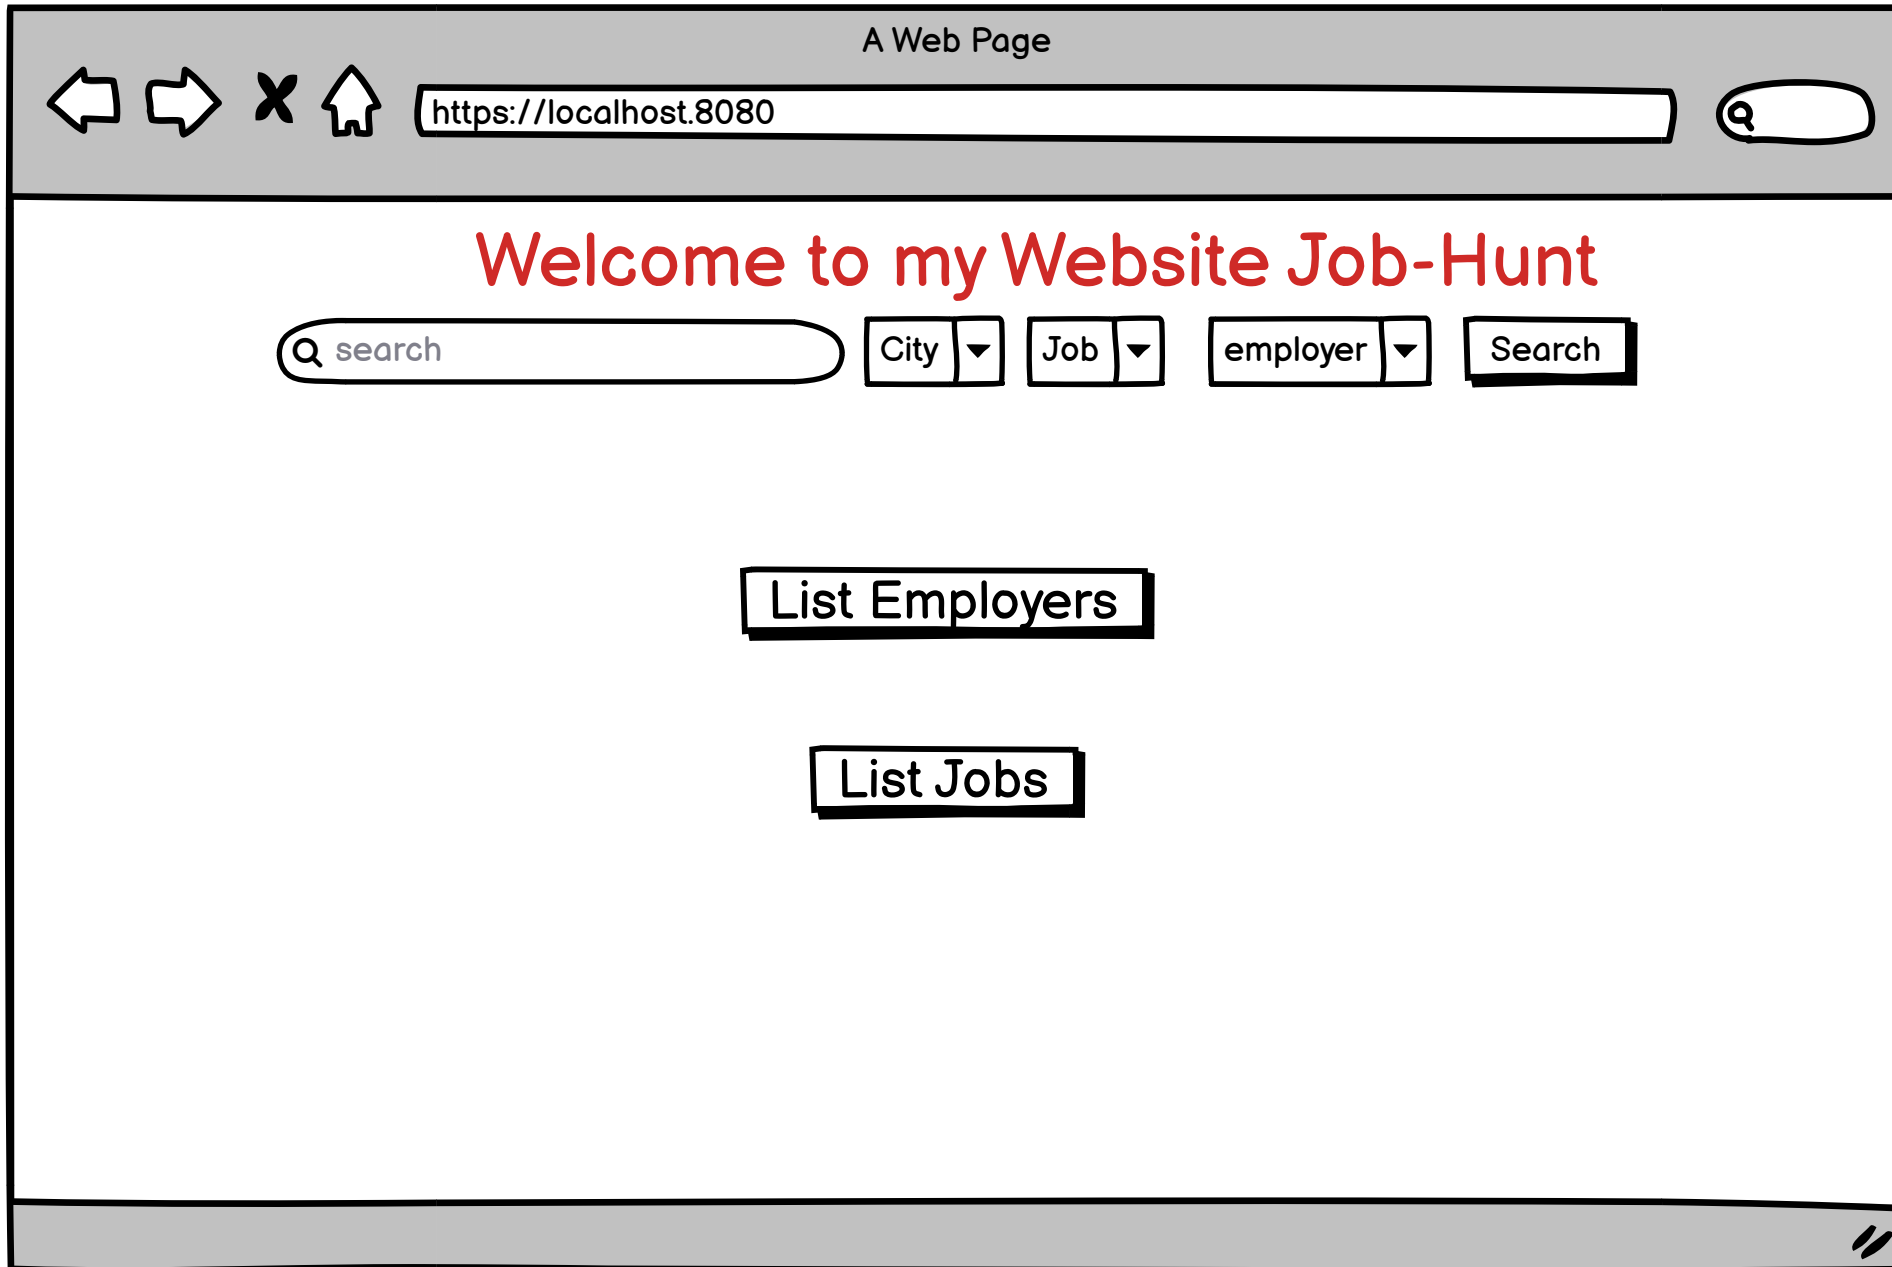 A Web Page
https://localhost.8080
Welcome to my Website Job-Hunt
search City Job employer Search
List Employers
List Jobs